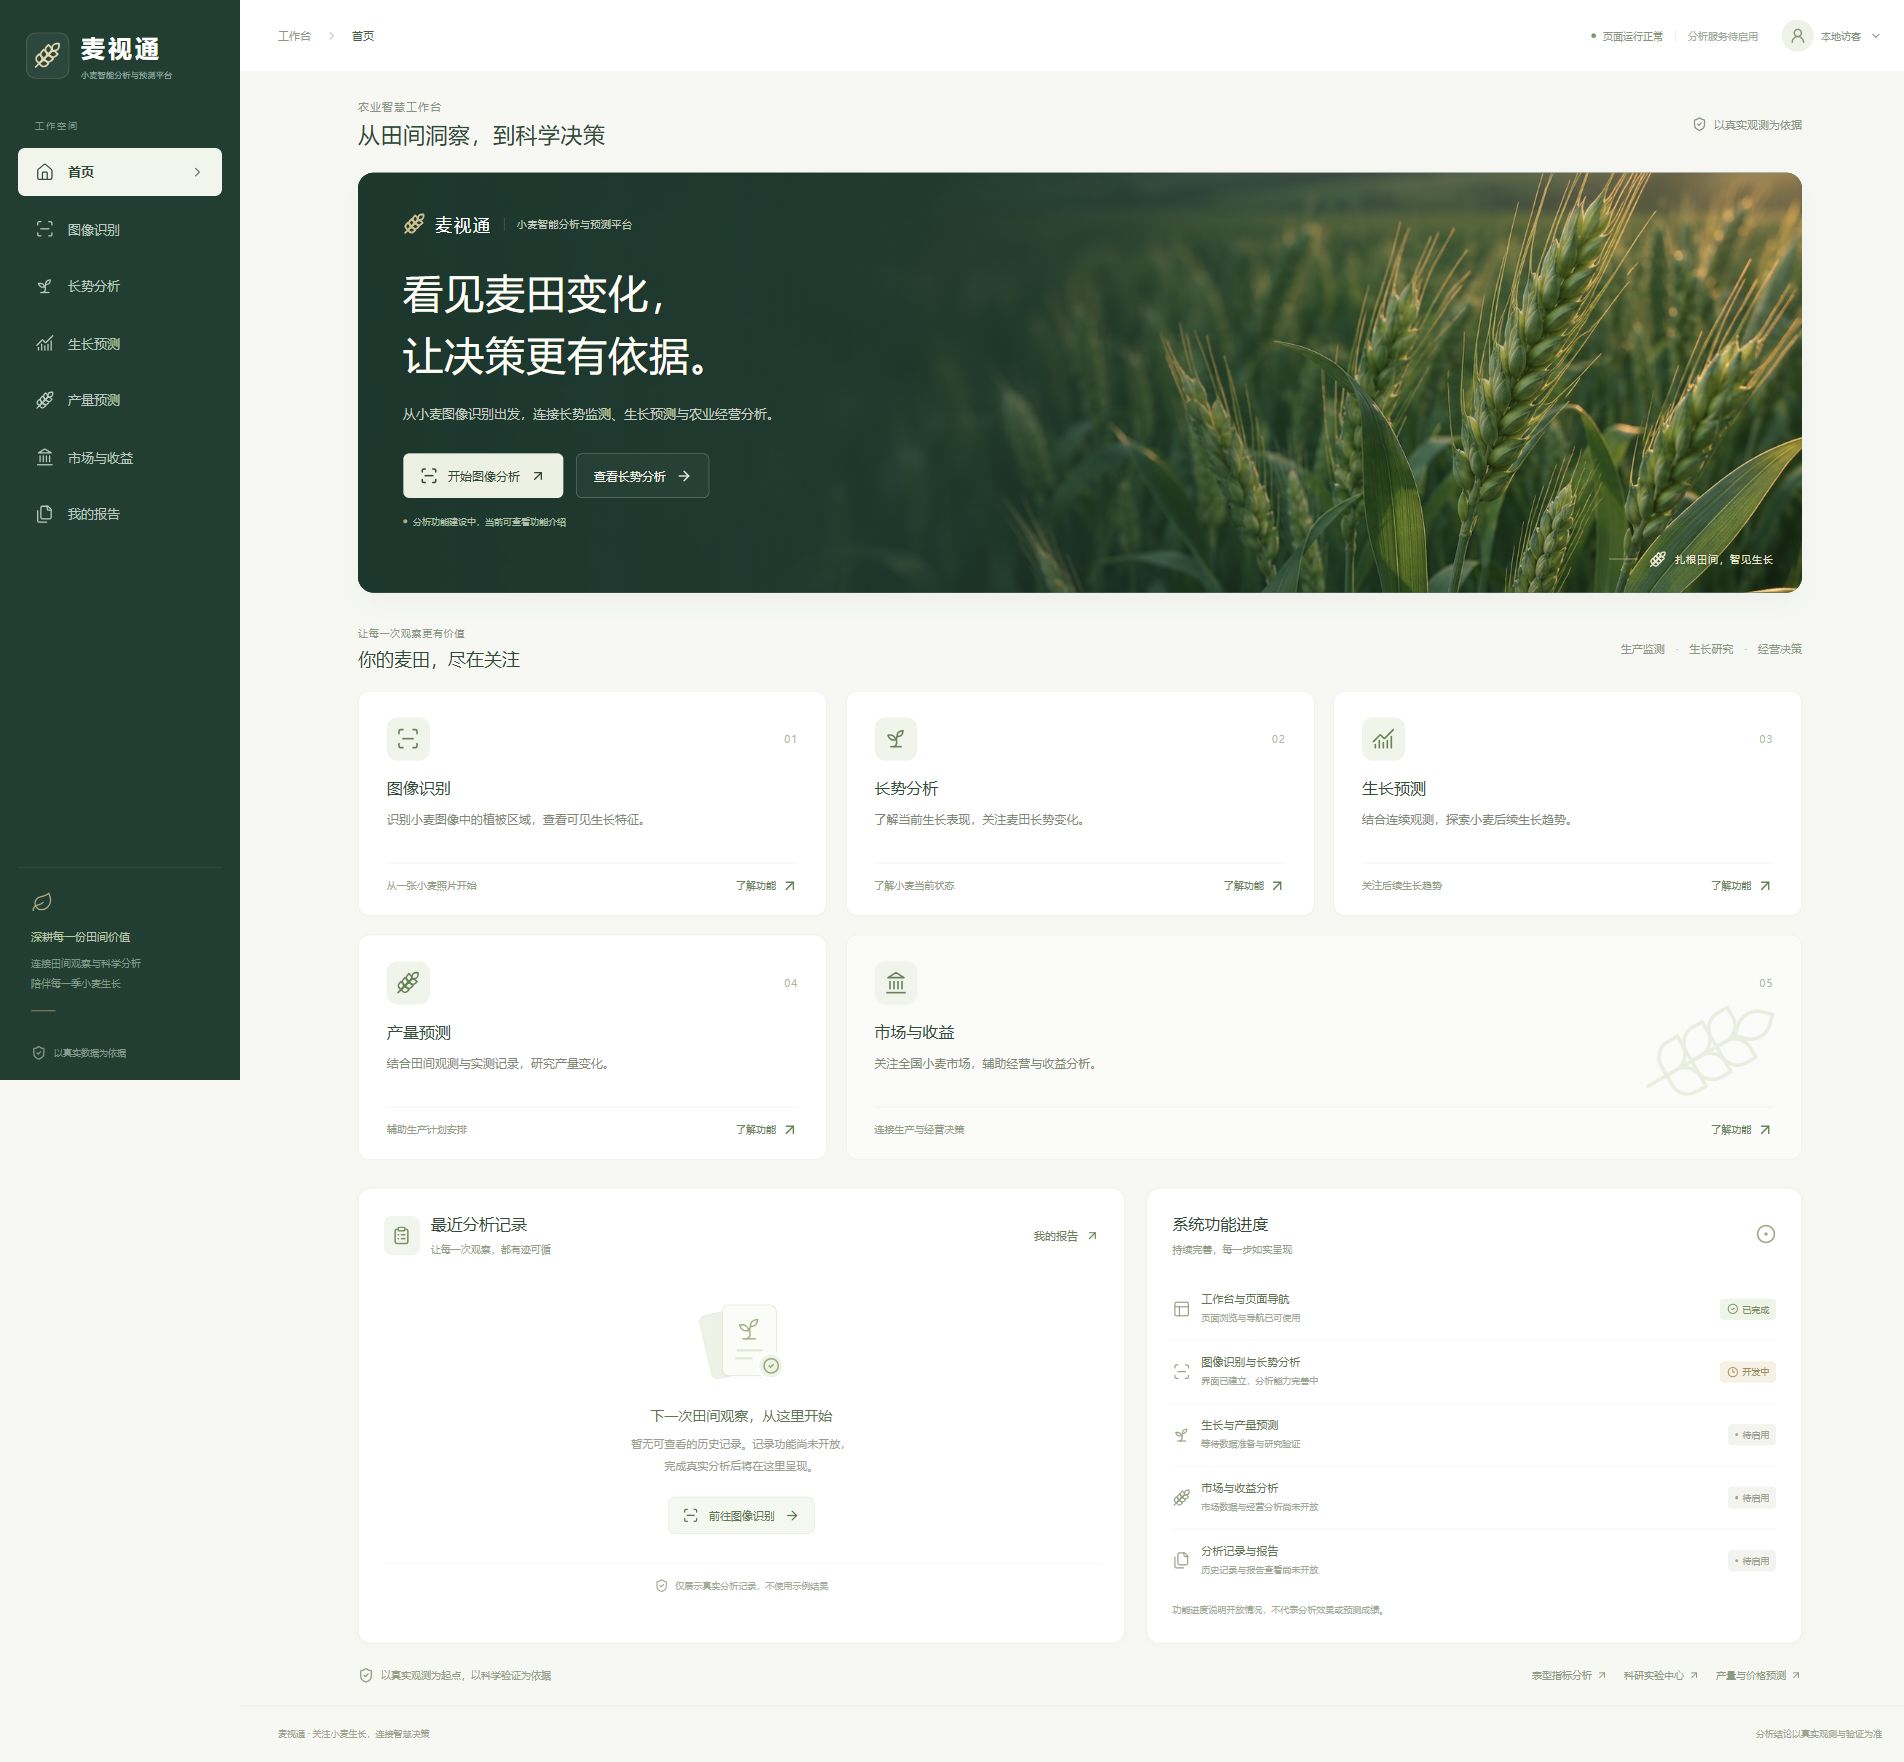 麦视通
小麦智能分析与预测平台
工作空间
首页
图像识别
长势分析
生长预测
产量预测
市场与收益
我的报告
深耕每一份田间价值
连接田间观察与科学分析
陪伴每一季小麦生长
以真实数据为依据
工作台 首页
页面运行正常 分析服务待启用 本地访客
农业智慧工作台
从田间洞察，到科学决策
以真实观测为依据
麦视通 小麦智能分析与预测平台
看见麦田变化，
让决策更有依据。
从小麦图像识别出发，连接长势监测、生长预测与农业经营分析。
开始图像分析 查看长势分析
分析功能建设中，当前可查看功能介绍
扎根田间，智见生长
让每一次观察更有价值
你的麦田，尽在关注
生产监测 · 生长研究 · 经营决策
01
图像识别
识别小麦图像中的植被区域，查看可见生长特征。
从一张小麦照片开始 了解功能
02
长势分析
了解当前生长表现，关注麦田长势变化。
了解小麦当前状态 了解功能
03
生长预测
结合连续观测，探索小麦后续生长趋势。
关注后续生长趋势 了解功能
04
产量预测
结合田间观测与实测记录，研究产量变化。
辅助生产计划安排 了解功能
05
市场与收益
关注全国小麦市场，辅助经营与收益分析。
连接生产与经营决策 了解功能
最近分析记录
让每一次观察，都有迹可循
我的报告
下一次田间观察，从这里开始
暂无可查看的历史记录。记录功能尚未开放，
完成真实分析后将在这里呈现。
前往图像识别
仅展示真实分析记录，不使用示例结果
系统功能进度
持续完善，每一步如实呈现
工作台与页面导航
页面浏览与导航已可使用
已完成
图像识别与长势分析
界面已建立，分析能力完善中
开发中
生长与产量预测
等待数据准备与研究验证
待启用
市场与收益分析
市场数据与经营分析尚未开放
待启用
分析记录与报告
历史记录与报告查看尚未开放
待启用
功能进度说明开放情况，不代表分析效果或预测成绩。
以真实观测为起点，以科学验证为依据
表型指标分析 科研实验中心 产量与价格预测
麦视通 · 关注小麦生长，连接智慧决策
分析结论以真实观测与验证为准